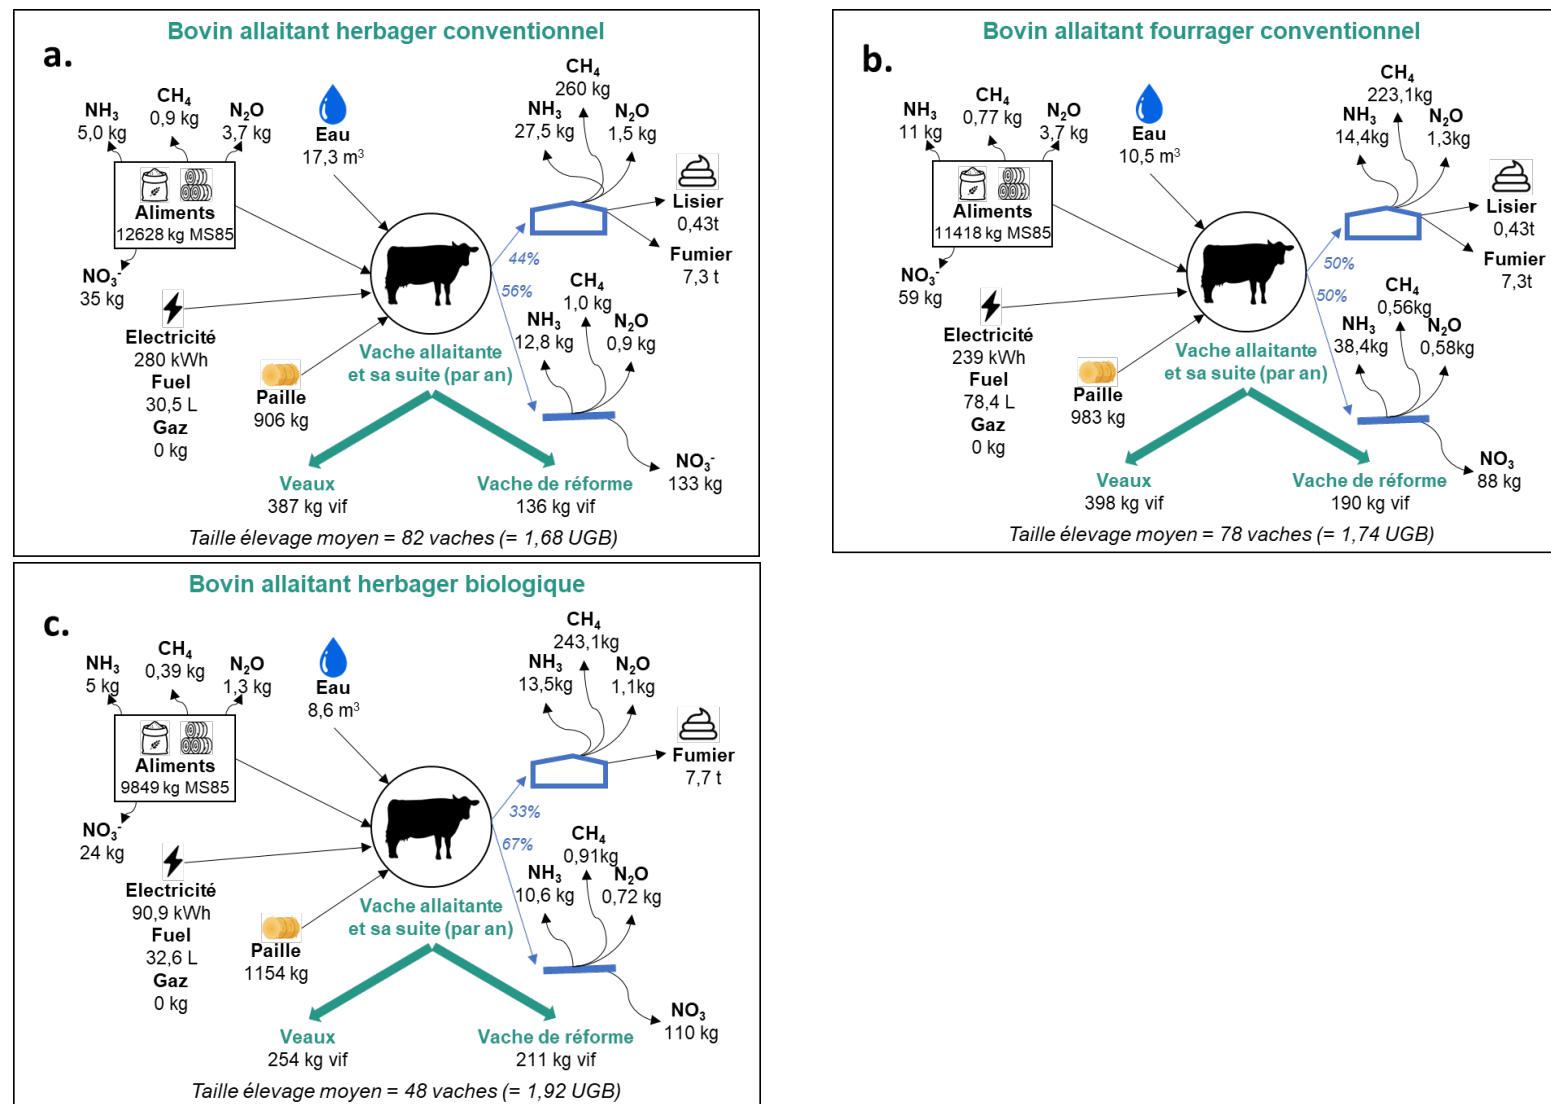 Bovin allaitant herbager conventionnel
a.
CH₄
0,9 kg
NH₃
5,0 kg
N₂O
3,7 kg
Eau
17,3 m³
CH₄
260 kg
NH₃
27,5 kg
N₂O
1,5 kg
Aliments
12628 kg MS85
Lisier
0,43t
Fumier
7,3 t
44%
56%
NO₃⁻
35 kg
Electricité
280 kWh
Fuel
30,5 L
Gaz
0 kg
Paille
906 kg
CH₄
1,0 kg
NH₃
12,8 kg
N₂O
0,9 kg
Vache allaitante
et sa suite (par an)
NO₃⁻
133 kg
Veaux
387 kg vif
Vache de réforme
136 kg vif
Taille élevage moyen = 82 vaches (= 1,68 UGB)
Bovin allaitant fourrager conventionnel
b.
CH₄
0,77 kg
NH₃
11 kg
N₂O
3,7 kg
Eau
10,5 m³
CH₄
223,1kg
NH₃
14,4kg
N₂O
1,3kg
Aliments
11418 kg MS85
Lisier
0,43t
Fumier
7,3t
50%
50%
NO₃⁻
59 kg
Electricité
239 kWh
Fuel
78,4 L
Gaz
0 kg
Paille
983 kg
CH₄
0,56kg
NH₃
38,4kg
N₂O
0,58kg
Vache allaitante
et sa suite (par an)
NO₃
88 kg
Veaux
398 kg vif
Vache de réforme
190 kg vif
Taille élevage moyen = 78 vaches (= 1,74 UGB)
Bovin allaitant herbager biologique
c.
CH₄
0,39 kg
NH₃
5 kg
N₂O
1,3 kg
Eau
8,6 m³
CH₄
243,1kg
NH₃
13,5kg
N₂O
1,1kg
Aliments
9849 kg MS85
Fumier
7,7 t
33%
67%
NO₃⁻
24 kg
Electricité
90,9 kWh
Fuel
32,6 L
Gaz
0 kg
Paille
1154 kg
CH₄
0,91kg
NH₃
10,6 kg
N₂O
0,72 kg
Vache allaitante
et sa suite (par an)
NO₃
110 kg
Veaux
254 kg vif
Vache de réforme
211 kg vif
Taille élevage moyen = 48 vaches (= 1,92 UGB)